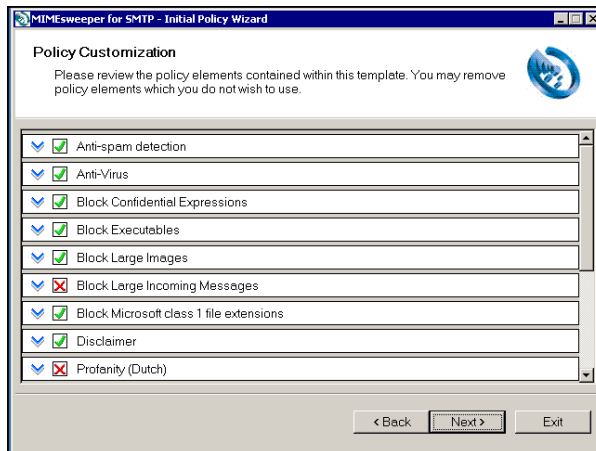 MIMEsweeper for SMTP - Initial Policy Wizard
Policy Customization
Please review the policy elements contained within this template. You may remove
policy elements which you do not wish to use.
Anti-spam detection
Anti-Virus
Block Confidential Expressions
Block Executables
Block Large Images
Block Large Incoming Messages
Block Microsoft class 1 file extensions
Disclaimer
Profanity (Dutch)
< Back Next > Exit